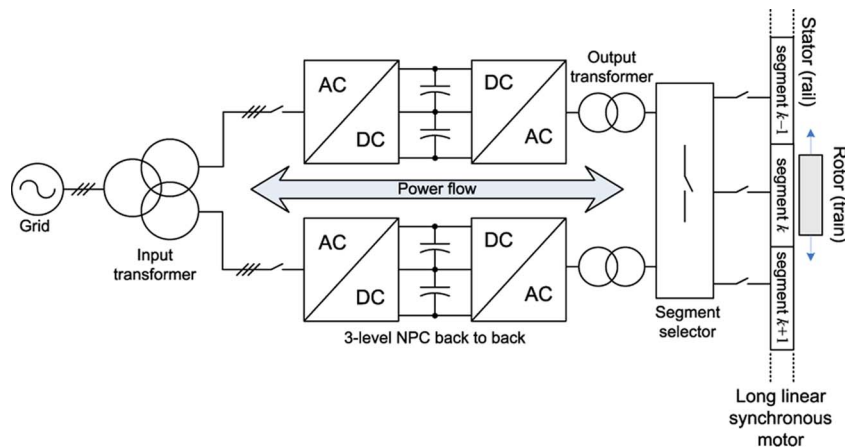 Grid
Input
transformer
AC
DC
DC
AC
Output
transformer
Power flow
AC
DC
DC
AC
3-level NPC back to back
Segment
selector
segment k−1
segment k
segment k+1
Stator (rail)
Rotor (train)
Long linear
synchronous
motor